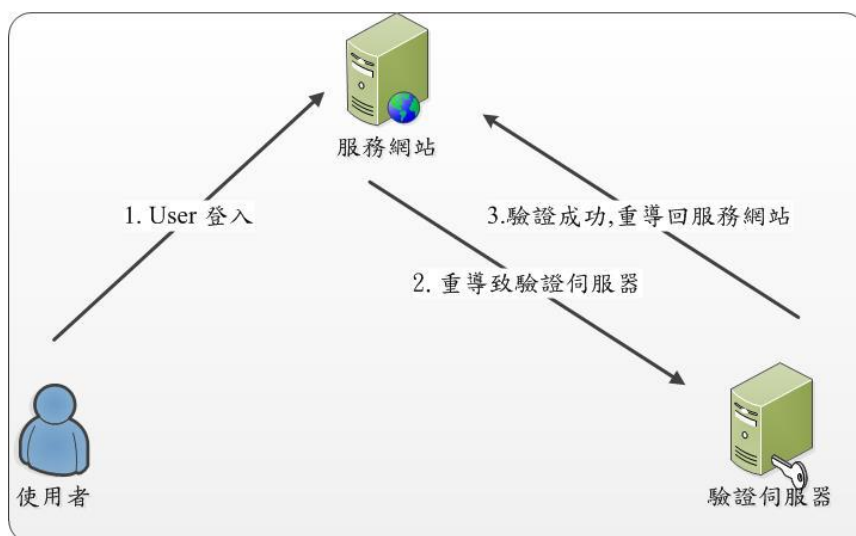 服務網站
1. User 登入
3.驗證成功,重導回服務網站
2. 重導致驗證伺服器
使用者
驗證伺服器